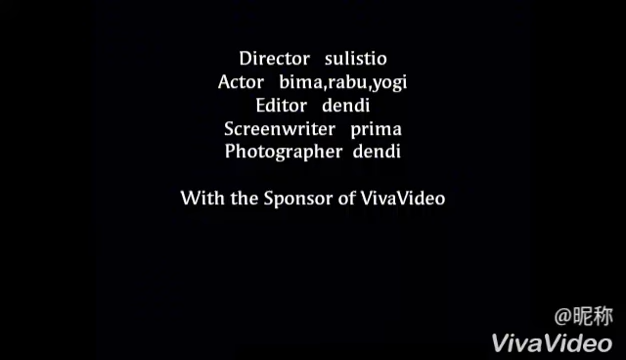 Director sulistio
Actor bima,rabu,yogi
Editor dendi
Screenwriter prima
Photographer dendi
With the Sponsor of VivaVideo
@昵称
VivaVideo